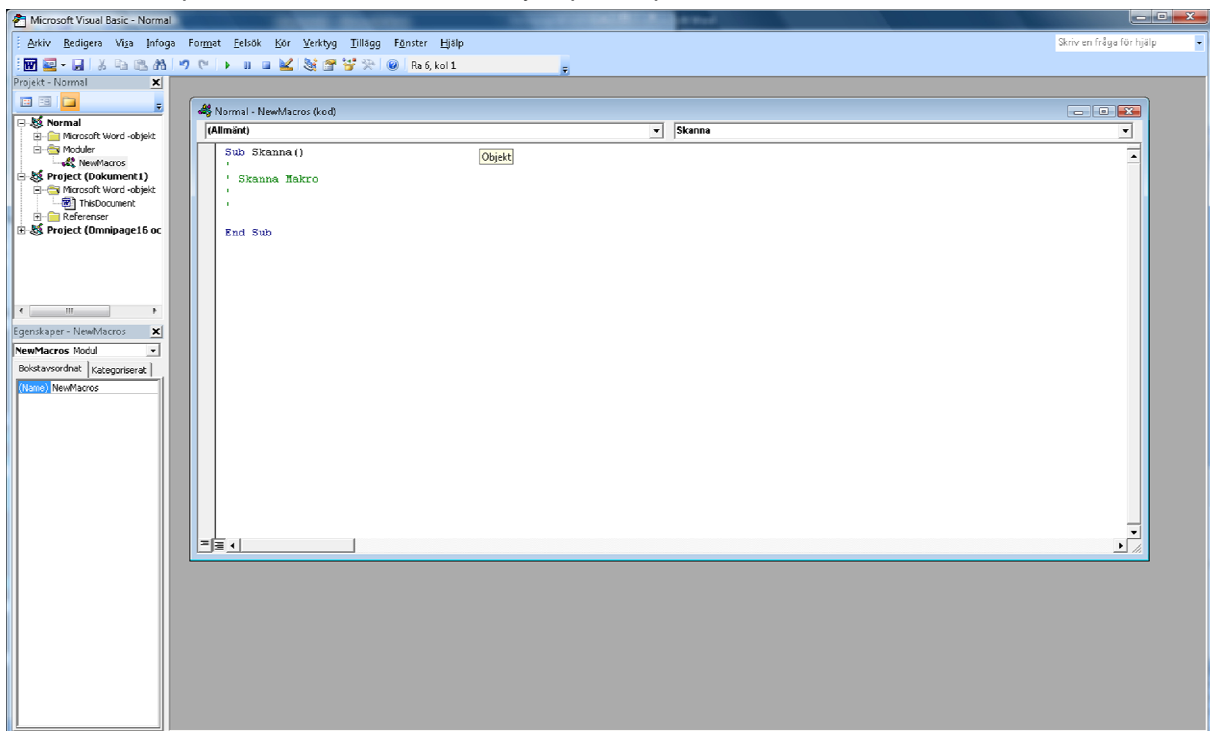 Microsoft Visual Basic - Normal
Arkiv Redigera Visa Infoga Format Felsök Kör Verktyg Tillägg Fönster Hjälp
Skriv en fråga för hjälp
Ra 6, kol 1
Projekt - Normal
Normal
Microsoft Word -objekt
Moduler
NewMacros
Project (Dokument1)
Microsoft Word -objekt
ThisDocument
Referenser
Project (Omnipage16 oc
Egenskaper - NewMacros
NewMacros Modul
Bokstavsordnat Kategoriserat
(Name) NewMacros
Normal - NewMacros (kod)
(Allmänt) Skanna
Objekt
Sub Skanna()
'
' Skanna Makro
'
'
End Sub